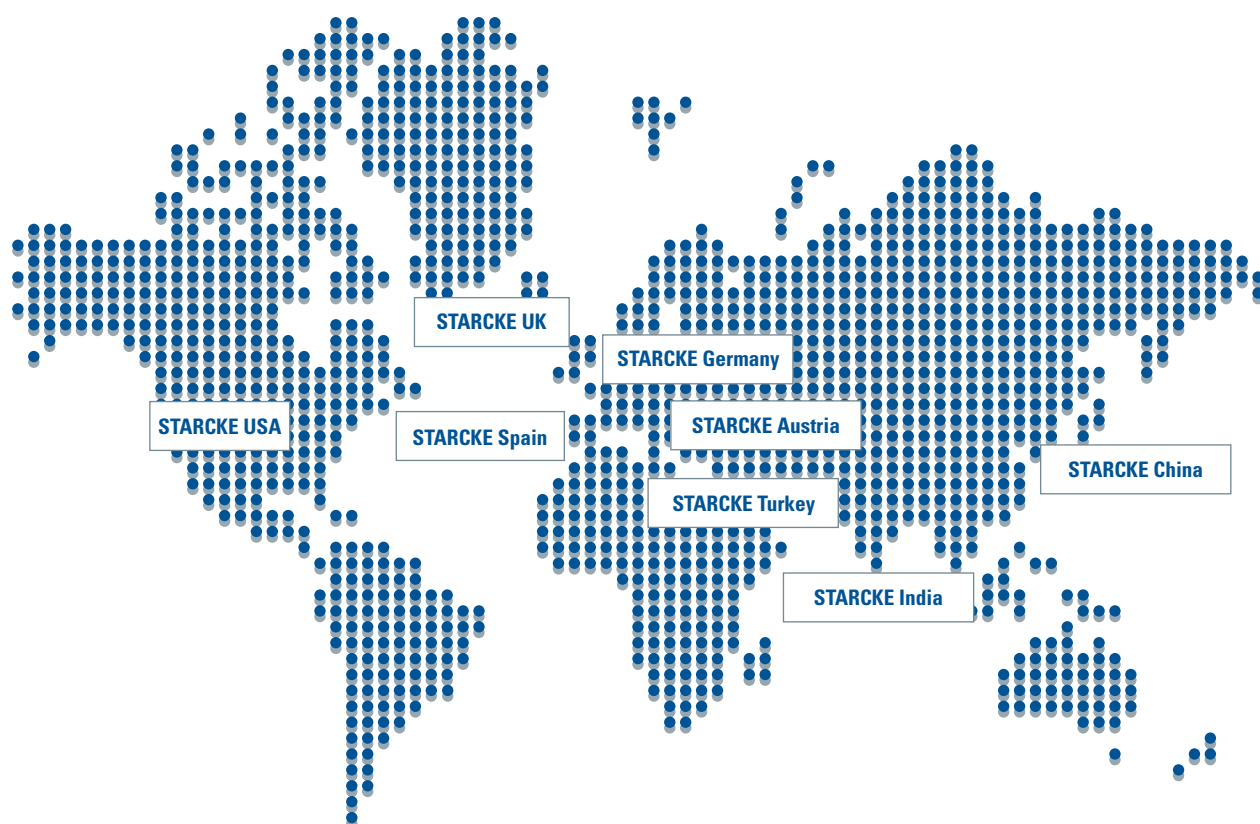 STARCKE UK
STARCKE Germany
STARCKE USA
STARCKE Spain
STARCKE Austria
STARCKE China
STARCKE Turkey
STARCKE India